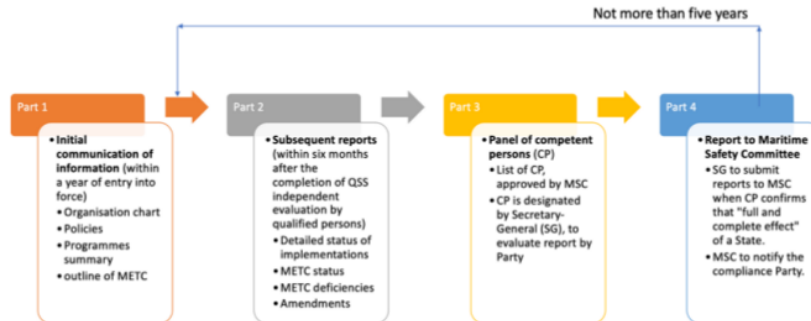 Not more than five years
Part 1
• Initial
communication of
information (within
a year of entry into
force)
• Organisation chart
• Policies
• Programmes
summary
• outline of METC
Part 2
• Subsequent reports
(within six months
after the
completion of QSS
independent
evaluation by
qualified persons)
• Detailed status of
implementations
• METC status
• METC deficiencies
• Amendments
Part 3
• Panel of competent
persons (CP)
• List of CP,
approved by MSC
• CP is designated
by Secretary-
General (SG), to
evaluate report by
Party
Part 4
• Report to Maritime
Safety Committee
• SG to submit
reports to MSC
when CP confirms
that "full and
complete effect"
of a State.
• MSC to notify the
compliance Party.